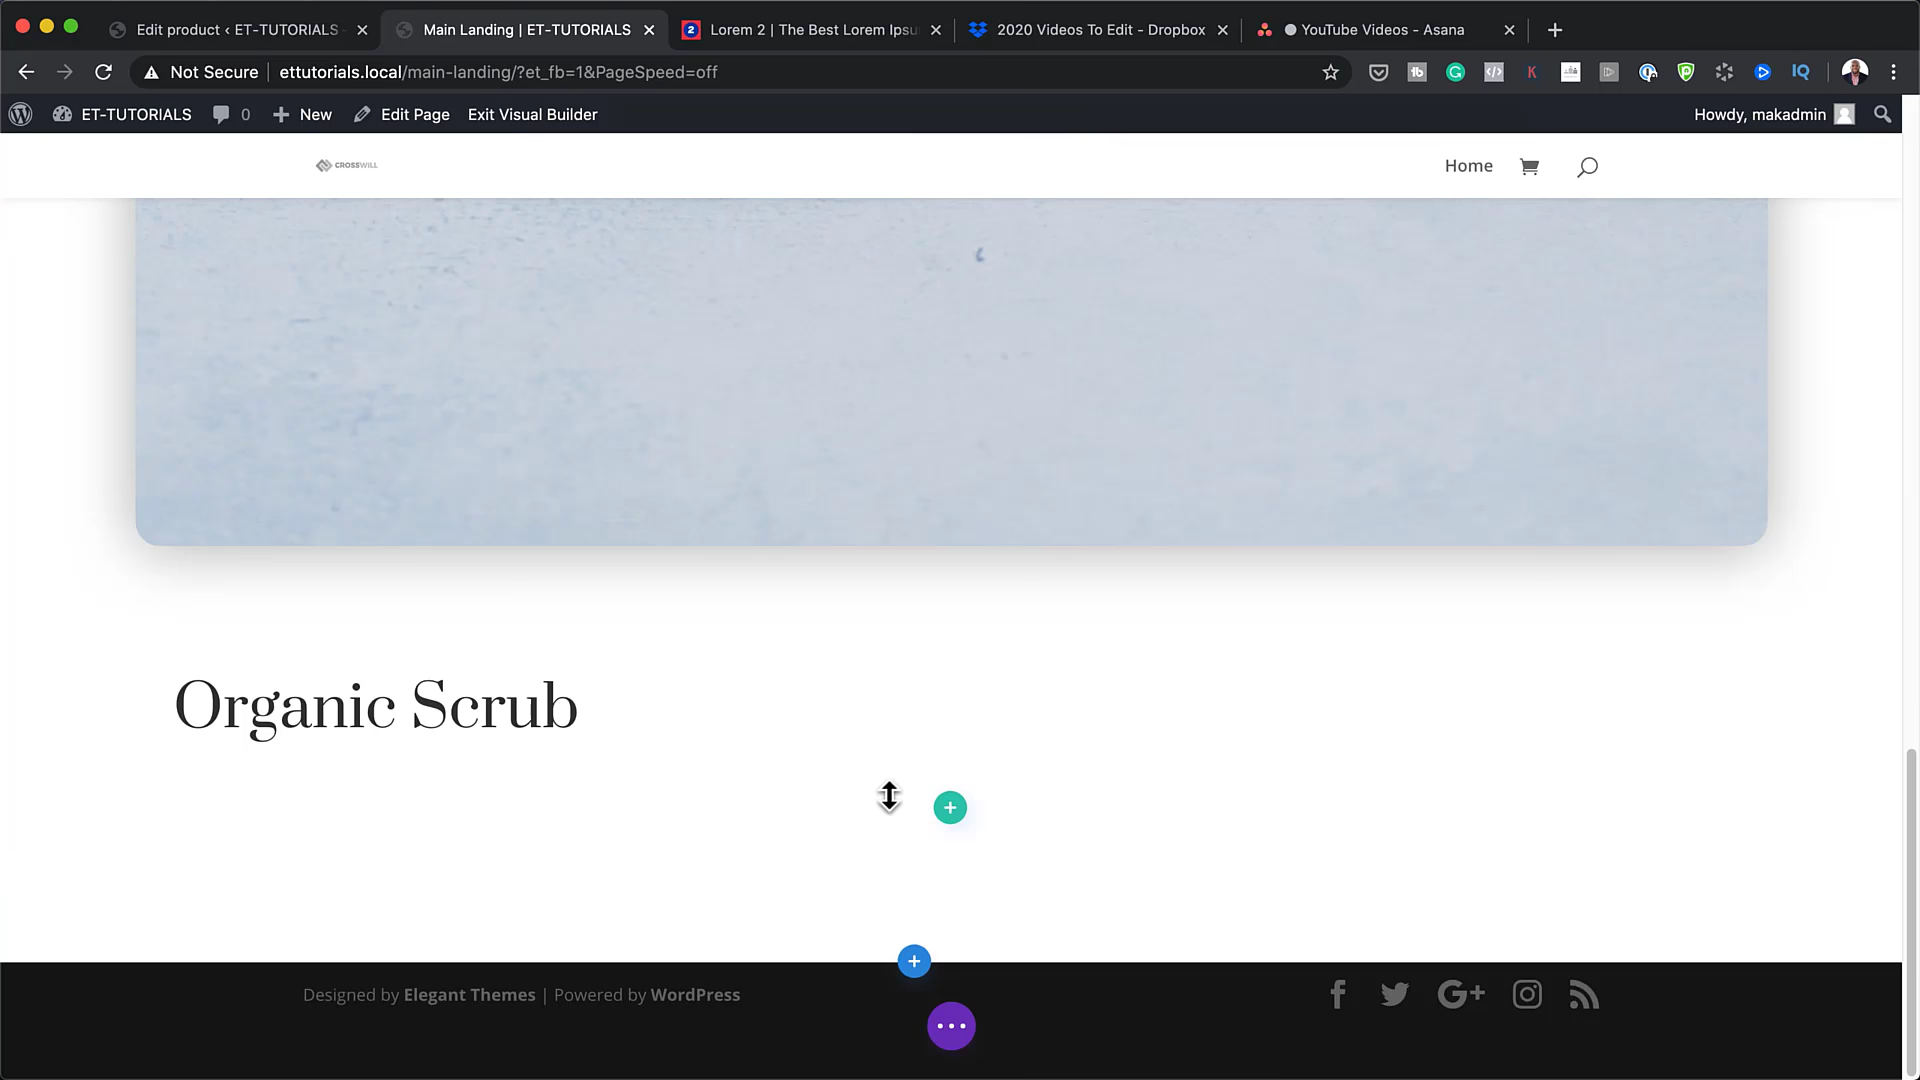 Edit product ‹ ET-TUTORIALS
Main Landing | ET-TUTORIALS
Lorem 2 | The Best Lorem Ipsu
2020 Videos To Edit - Dropbox
YouTube Videos - Asana
Not Secure
ettutorials.local/main-landing/?et_fb=1&PageSpeed=off
ET-TUTORIALS
0
New
Edit Page
Exit Visual Builder
Howdy, makadmin
CROSSWILL
Home
Organic Scrub
Designed by Elegant Themes | Powered by WordPress